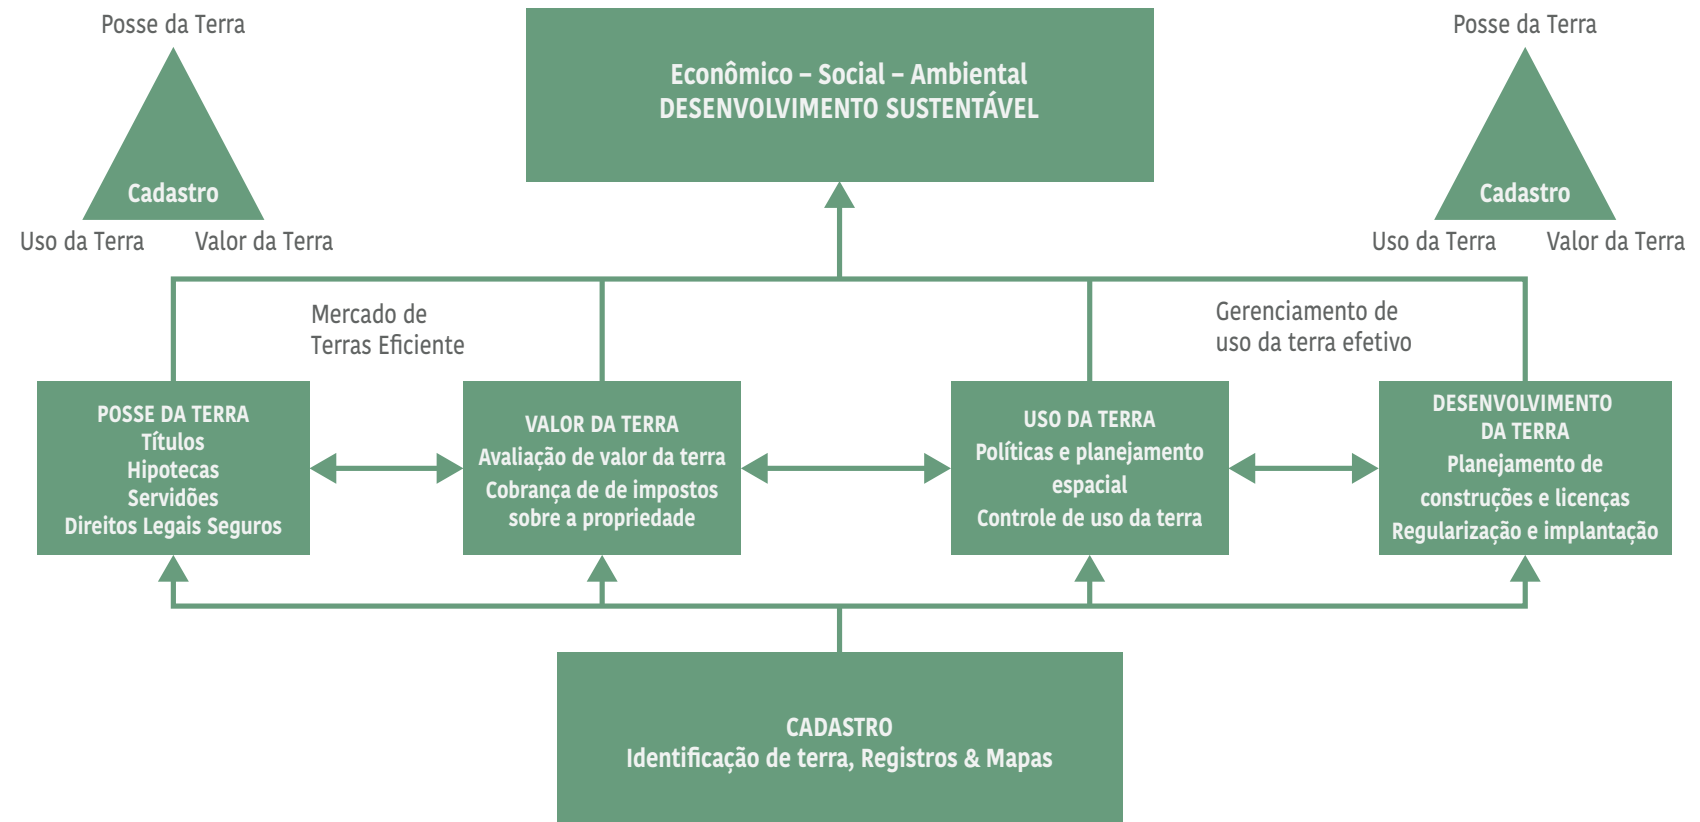 Posse da Terra
Cadastro
Uso da Terra
Valor da Terra
Econômico – Social – Ambiental
DESENVOLVIMENTO SUSTENTÁVEL
Posse da Terra
Cadastro
Uso da Terra
Valor da Terra
Mercado de
Terras Eficiente
Gerenciamento de
uso da terra efetivo
POSSE DA TERRA
Títulos
Hipotecas
Servidões
Direitos Legais Seguros
VALOR DA TERRA
Avaliação de valor da terra
Cobrança de de impostos
sobre a propriedade
USO DA TERRA
Políticas e planejamento
espacial
Controle de uso da terra
DESENVOLVIMENTO
DA TERRA
Planejamento de
construções e licenças
Regularização e implantação
CADASTRO
Identificação de terra, Registros & Mapas